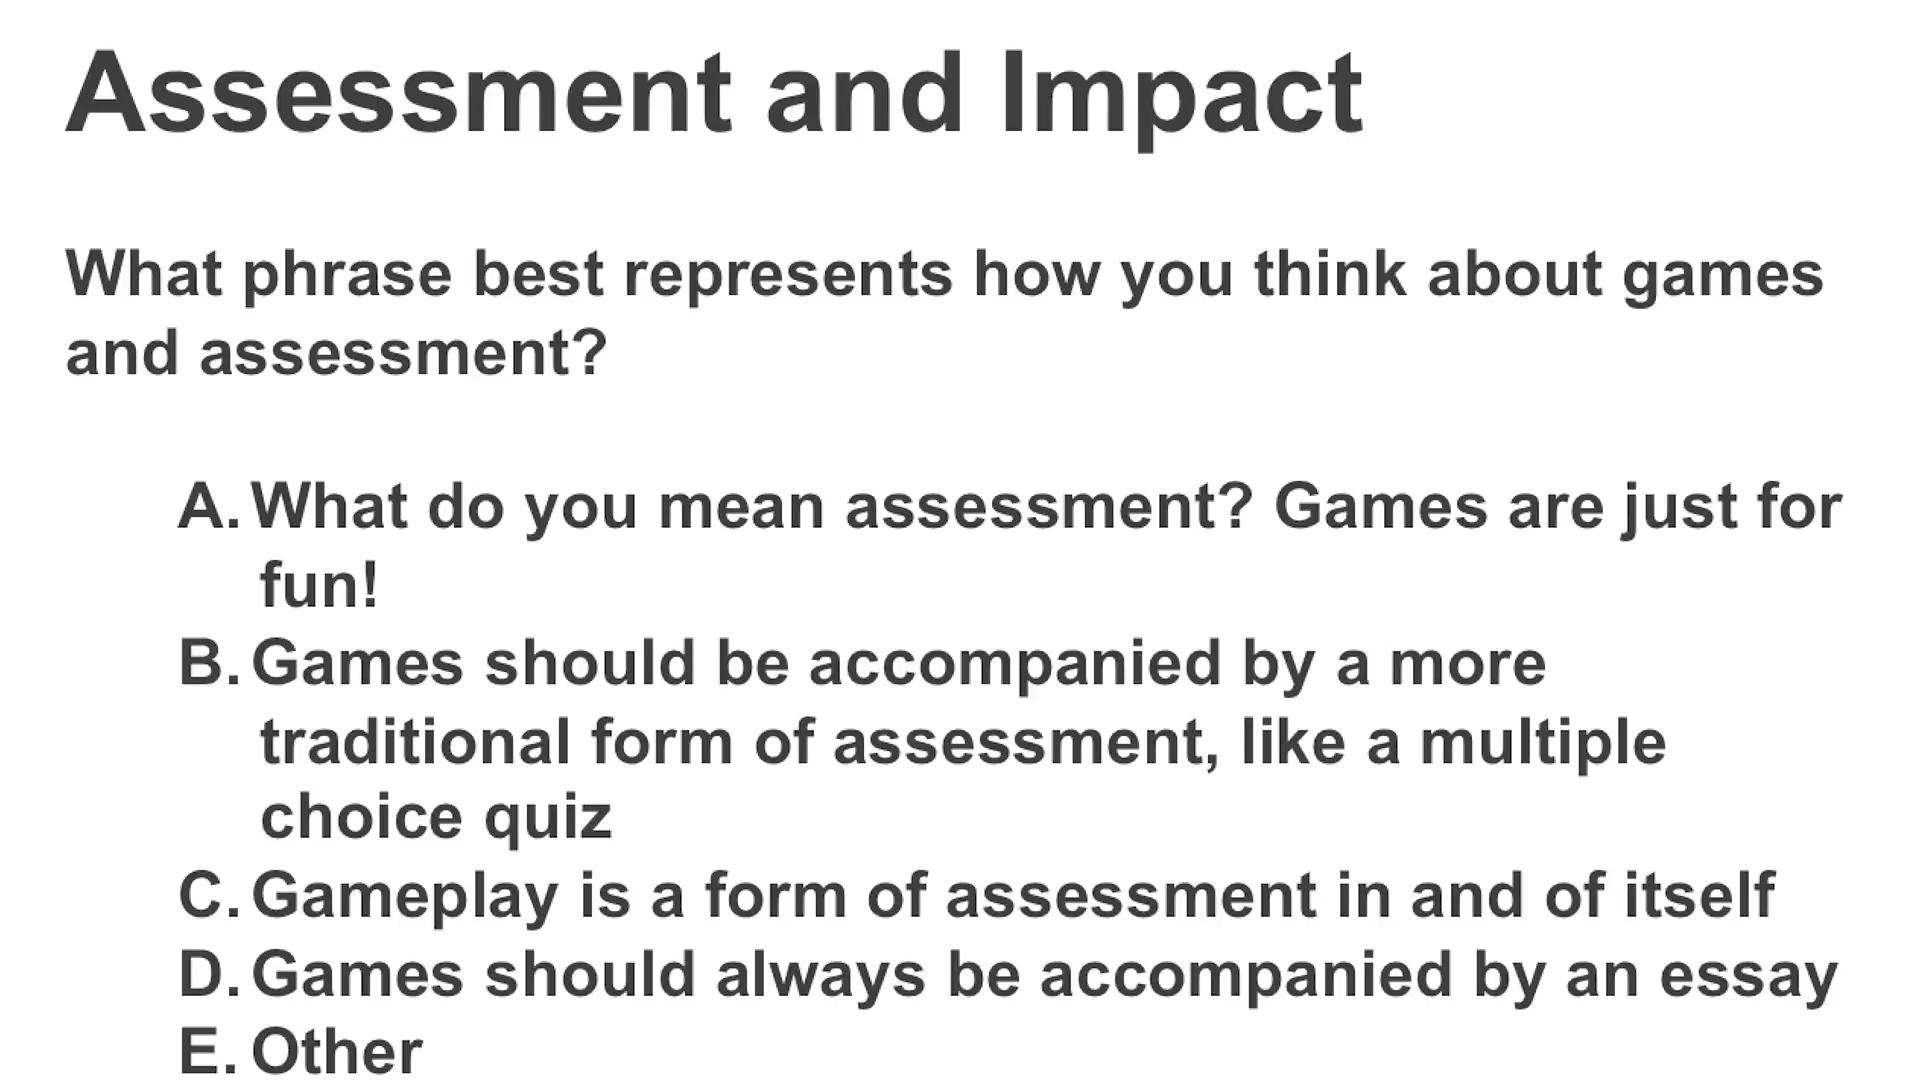 Assessment and Impact
What phrase best represents how you think about games
and assessment?
A. What do you mean assessment? Games are just for
fun!
B. Games should be accompanied by a more
traditional form of assessment, like a multiple
choice quiz
C. Gameplay is a form of assessment in and of itself
D. Games should always be accompanied by an essay
E. Other